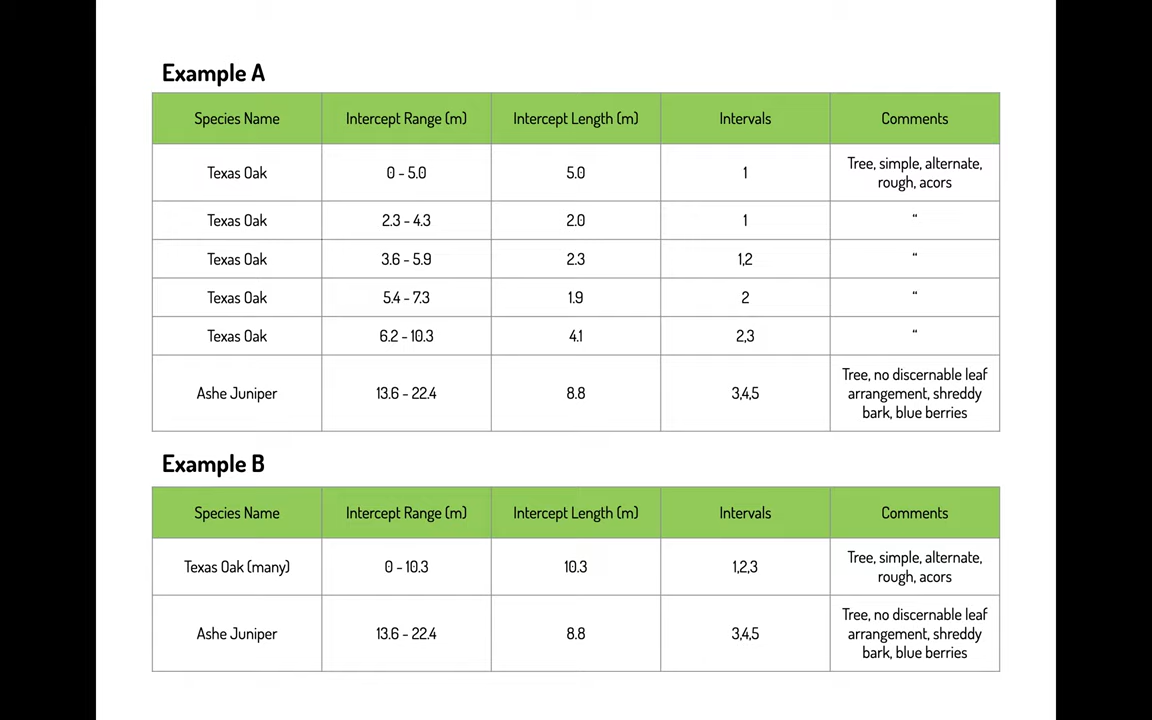 Example A
Species Name Intercept Range (m) Intercept Length (m) Intervals Comments
Texas Oak 0 - 5.0 5.0 1 Tree, simple, alternate,
rough, acors
Texas Oak 2.3 - 4.3 2.0 1 "
Texas Oak 3.6 - 5.9 2.3 1,2 "
Texas Oak 5.4 - 7.3 1.9 2 "
Texas Oak 6.2 - 10.3 4.1 2,3 "
Ashe Juniper 13.6 - 22.4 8.8 3,4,5 Tree, no discernable leaf
arrangement, shreddy
bark, blue berries
Example B
Species Name Intercept Range (m) Intercept Length (m) Intervals Comments
Texas Oak (many) 0 - 10.3 10.3 1,2,3 Tree, simple, alternate,
rough, acors
Ashe Juniper 13.6 - 22.4 8.8 3,4,5 Tree, no discernable leaf
arrangement, shreddy
bark, blue berries